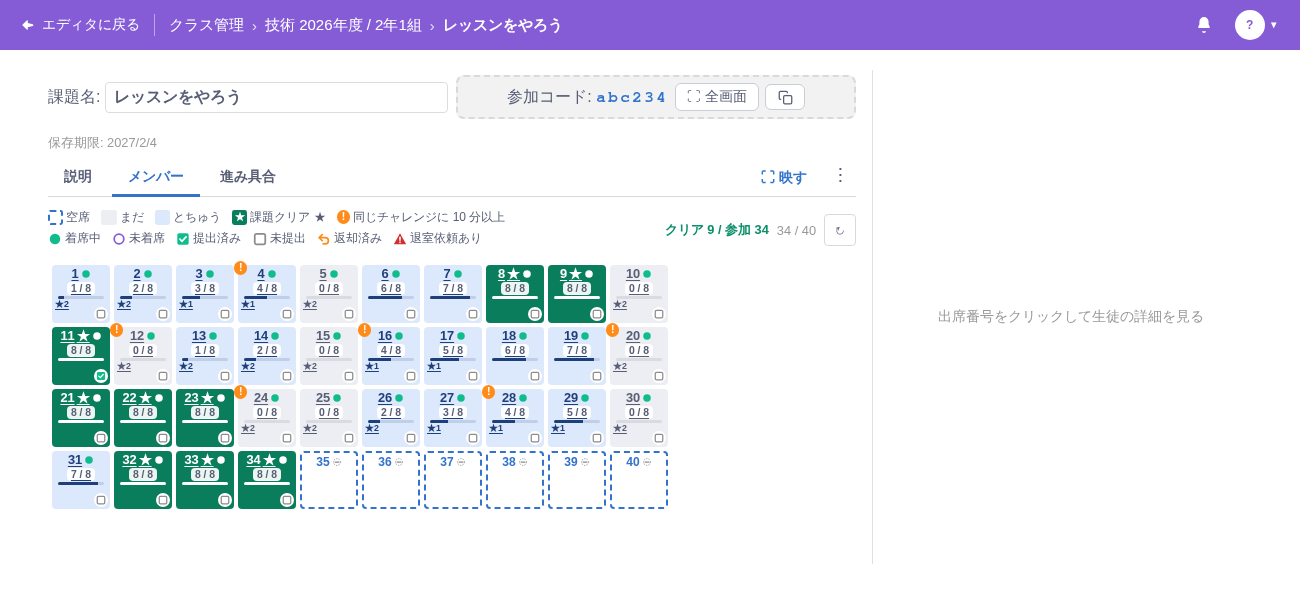 エディタに戻る クラス管理 › 技術 2026年度 / 2年1組 › レッスンをやろう ? ▼
課題名: レッスンをやろう 参加コード: abc234 全画面
保存期限: 2027/2/4
説明 メンバー 進み具合 映す ⋮
空席 まだ とちゅう ★ 課題クリア ★ ! 同じチャレンジに 10 分以上
着席中 未着席 提出済み 未提出 返却済み 退室依頼あり
クリア 9 / 参加 34 34 / 40
1 2 3 ! 4 5 6 7 8★ 9★ 10
1 / 8 2 / 8 3 / 8 4 / 8 0 / 8 6 / 8 7 / 8 8 / 8 8 / 8 0 / 8
★2 ★2 ★1 ★1 ★2 ★2
11★ ! 12 13 14 15 ! 16 17 18 19 ! 20
8 / 8 0 / 8 1 / 8 2 / 8 0 / 8 4 / 8 5 / 8 6 / 8 7 / 8 0 / 8
★2 ★2 ★2 ★2 ★1 ★1 ★2
21★ 22★ 23★ ! 24 25 26 27 ! 28 29 30
8 / 8 8 / 8 8 / 8 0 / 8 0 / 8 2 / 8 3 / 8 4 / 8 5 / 8 0 / 8
★2 ★2 ★2 ★1 ★1 ★1 ★2
31 32★ 33★ 34★ 35 36 37 38 39 40
7 / 8 8 / 8 8 / 8 8 / 8
出席番号をクリックして生徒の詳細を見る